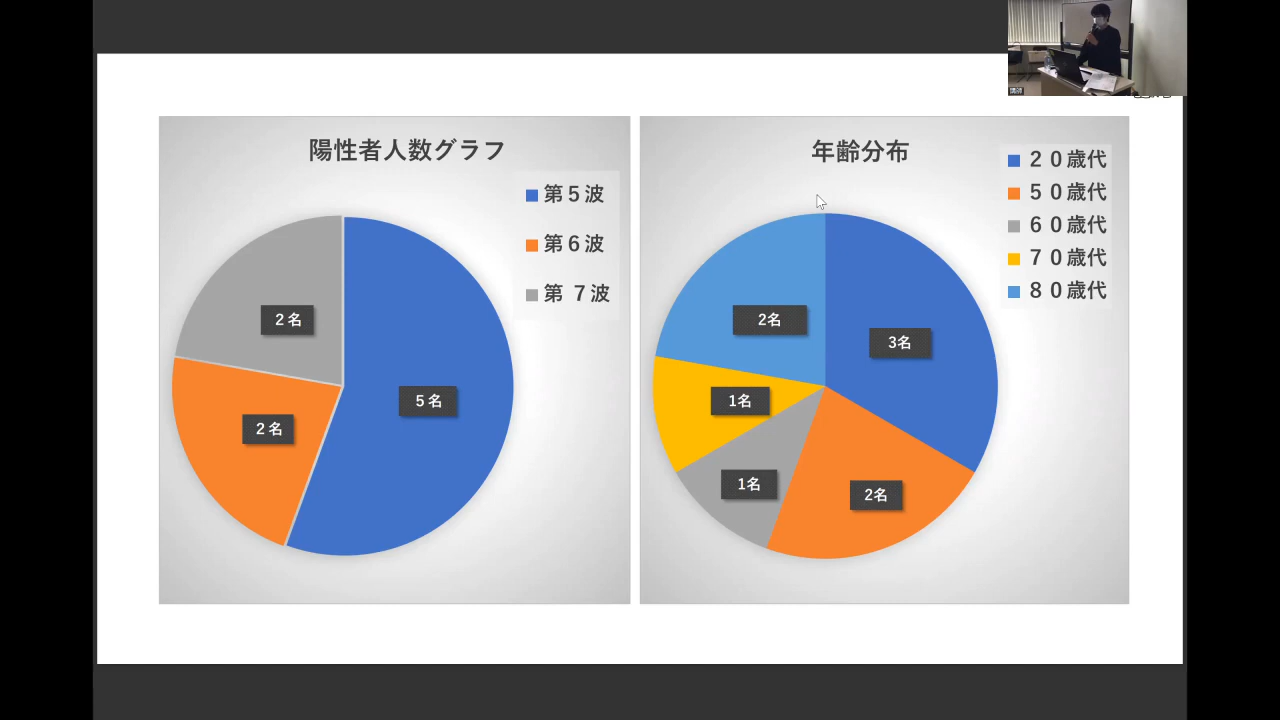 陽性者人数グラフ
第５波
第６波
第 ７波
２名
５名
２名
年齢分布
２０歳代
５０歳代
６０歳代
７０歳代
８０歳代
2名
3名
1名
1名
2名
講師